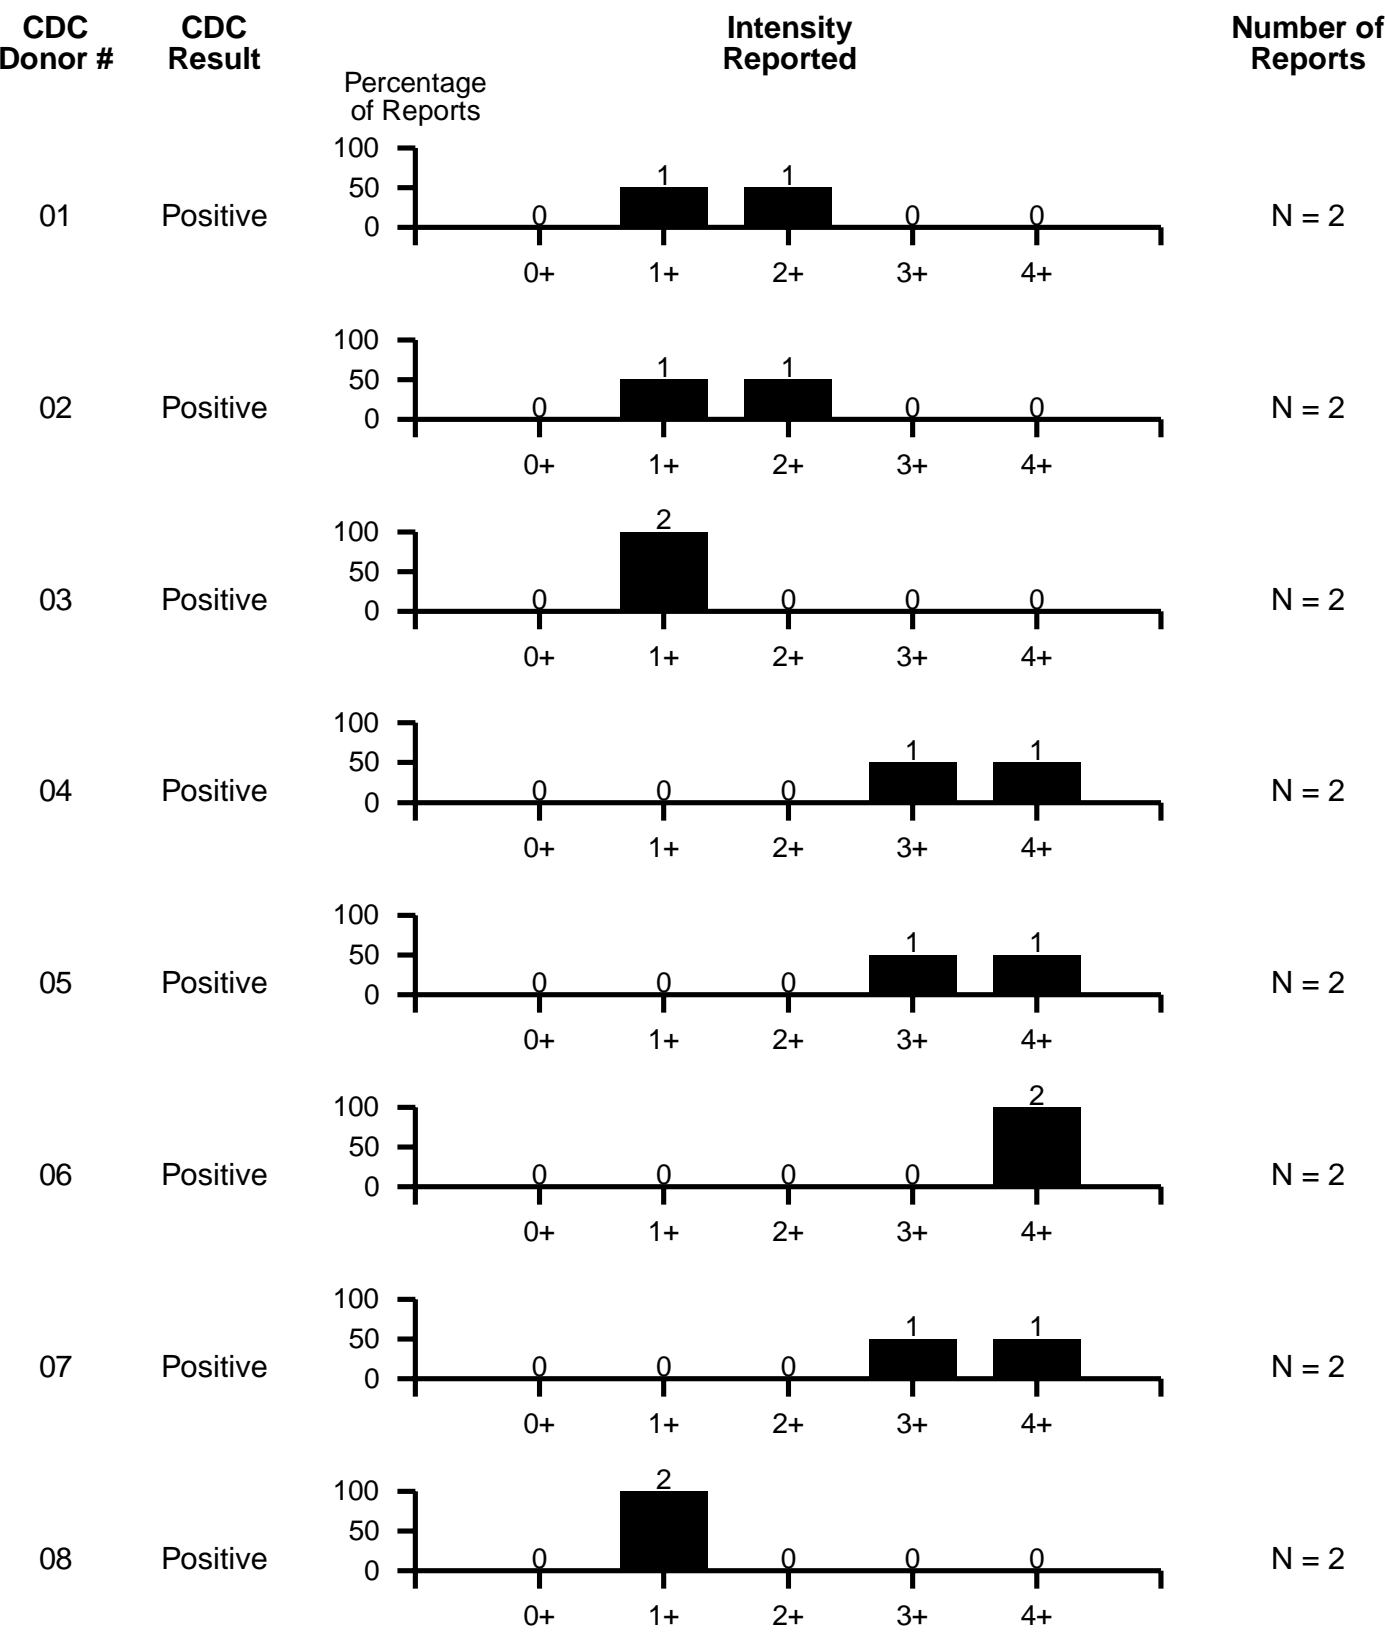 CDC
Donor #
CDC
Result
Intensity
Reported
Number of
Reports
Percentage
of Reports
01 Positive N = 2
100
50
0
0 1 1 0 0
0+ 1+ 2+ 3+ 4+
02 Positive N = 2
100
50
0
0 1 1 0 0
0+ 1+ 2+ 3+ 4+
03 Positive N = 2
100
50
0
0 2 0 0 0
0+ 1+ 2+ 3+ 4+
04 Positive N = 2
100
50
0
0 0 0 1 1
0+ 1+ 2+ 3+ 4+
05 Positive N = 2
100
50
0
0 0 0 1 1
0+ 1+ 2+ 3+ 4+
06 Positive N = 2
100
50
0
0 0 0 0 2
0+ 1+ 2+ 3+ 4+
07 Positive N = 2
100
50
0
0 0 0 1 1
0+ 1+ 2+ 3+ 4+
08 Positive N = 2
100
50
0
0 2 0 0 0
0+ 1+ 2+ 3+ 4+